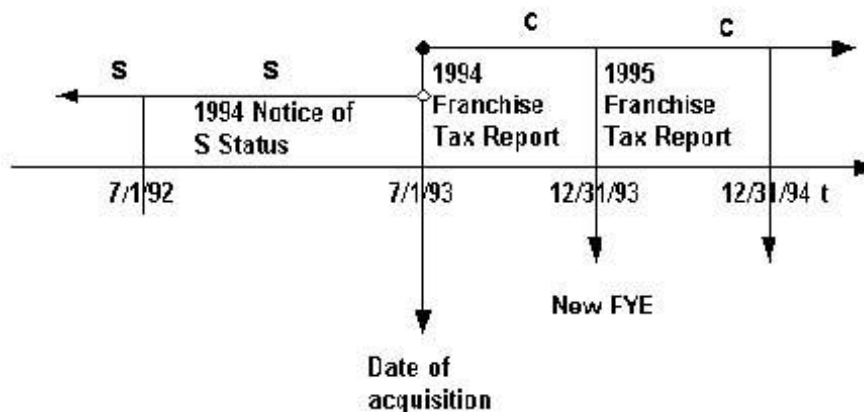 C
C
S
S
1994 Notice of
S Status
1994
Franchise
Tax Report
1995
Franchise
Tax Report
7/1/92
7/1/93
12/31/93
12/31/94 t
New FYE
Date of
acquisition